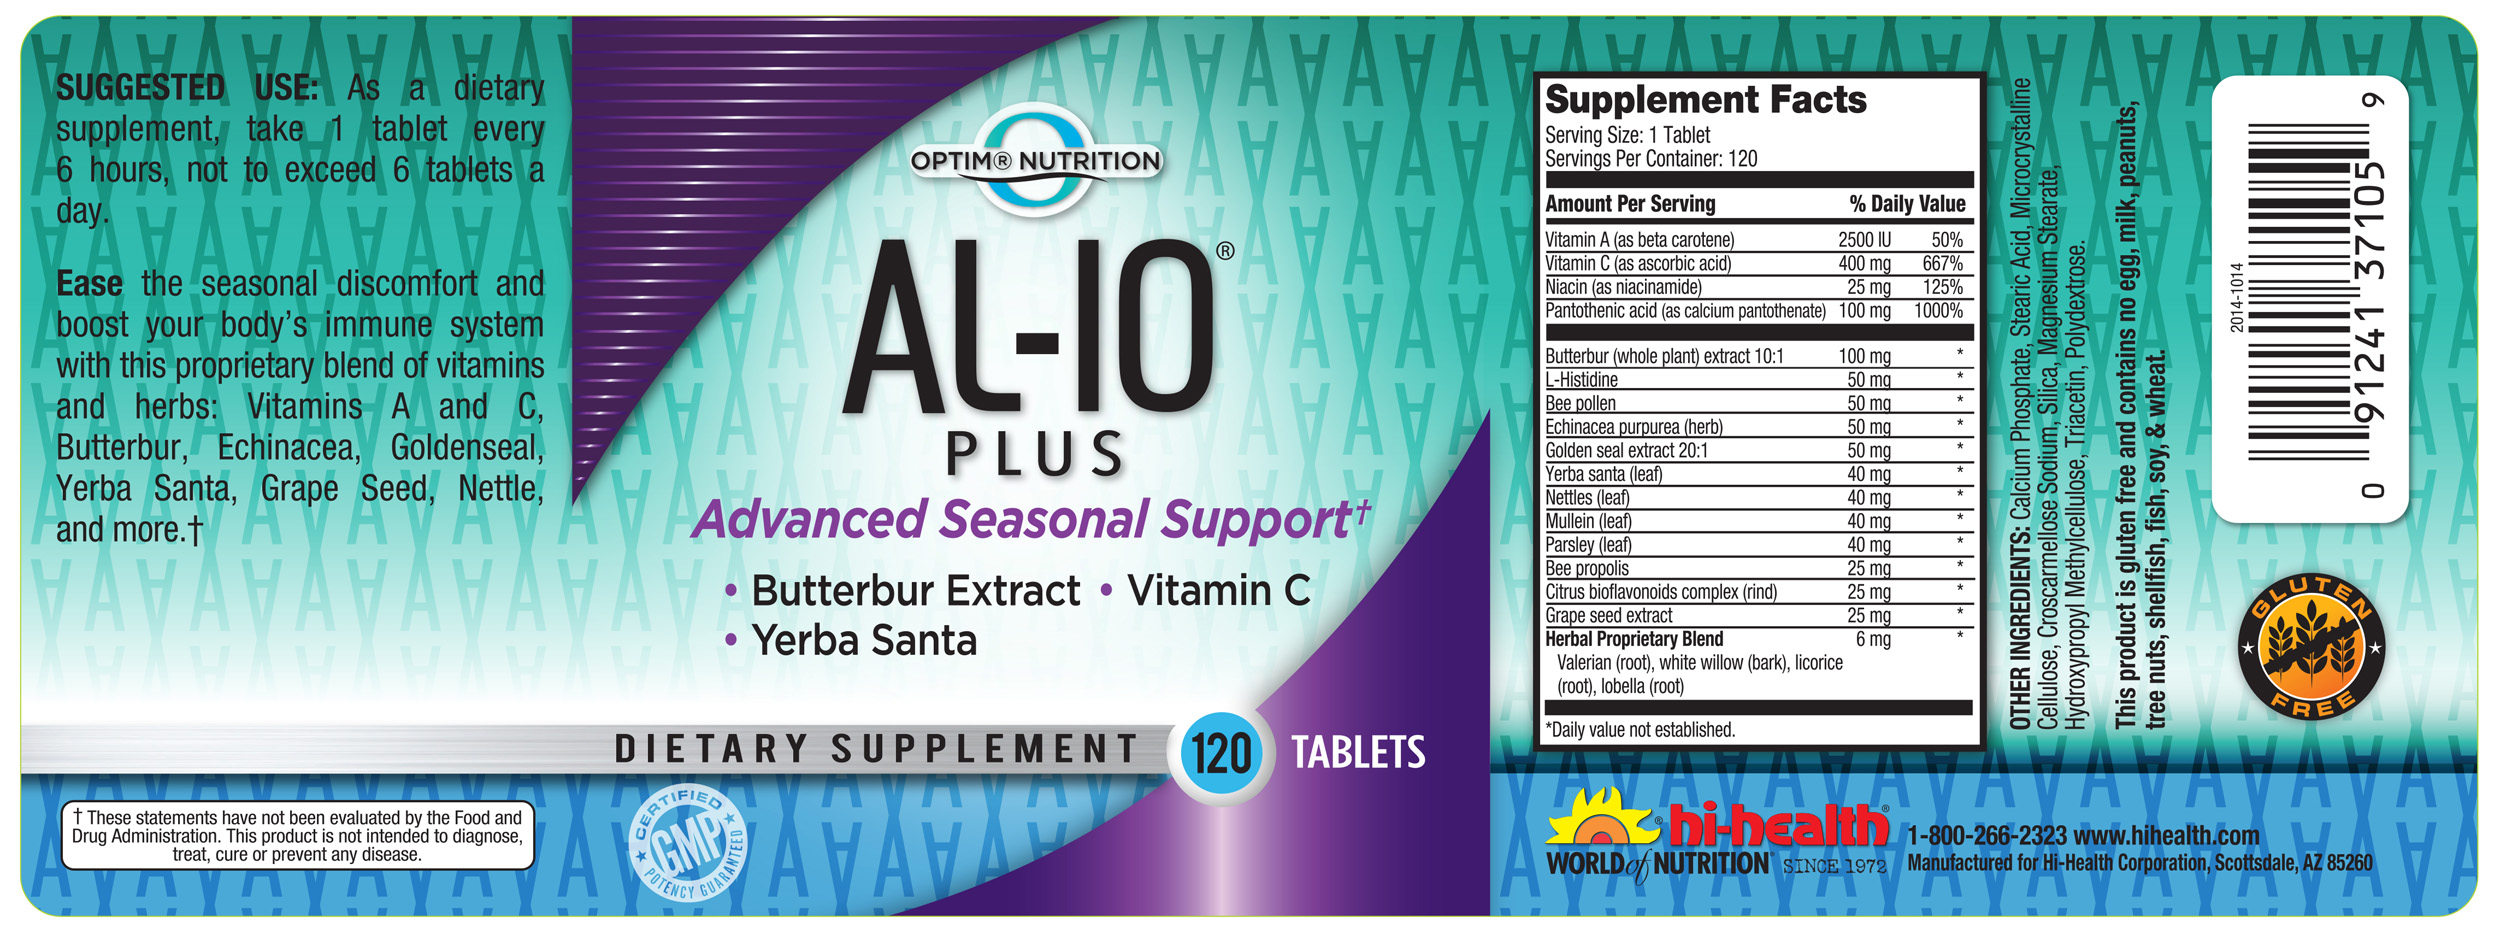 SUGGESTED USE: As a dietary
supplement, take 1 tablet every
6 hours, not to exceed 6 tablets a
day.
Ease the seasonal discomfort and
boost your body's immune system
with this proprietary blend of vitamins
and herbs: Vitamins A and C,
Butterbur, Echinacea, Goldenseal,
Yerba Santa, Grape Seed, Nettle,
and more.†
† These statements have not been evaluated by the Food and
Drug Administration. This product is not intended to diagnose,
treat, cure or prevent any disease.
OPTIM® NUTRITION
AL-10®
PLUS
Advanced Seasonal Support†
• Butterbur Extract • Vitamin C
• Yerba Santa
DIETARY SUPPLEMENT 120 TABLETS
CERTIFIED
GMP
POTENCY GUARANTEED
Supplement Facts
Serving Size: 1 Tablet
Servings Per Container: 120
Amount Per Serving % Daily Value
Vitamin A (as beta carotene) 2500 IU 50%
Vitamin C (as ascorbic acid) 400 mg 667%
Niacin (as niacinamide) 25 mg 125%
Pantothenic acid (as calcium pantothenate) 100 mg 1000%
Butterbur (whole plant) extract 10:1 100 mg *
L-Histidine 50 mg *
Bee pollen 50 mg *
Echinacea purpurea (herb) 50 mg *
Golden seal extract 20:1 50 mg *
Yerba santa (leaf) 40 mg *
Nettles (leaf) 40 mg *
Mullein (leaf) 40 mg *
Parsley (leaf) 40 mg *
Bee propolis 25 mg *
Citrus bioflavonoids complex (rind) 25 mg *
Grape seed extract 25 mg *
Herbal Proprietary Blend 6 mg *
Valerian (root), white willow (bark), licorice
(root), lobella (root)
*Daily value not established.
OTHER INGREDIENTS: Calcium Phosphate, Stearic Acid, Microcrystalline
Cellulose, Croscarmellose Sodium, Silica, Magnesium Stearate,
Hydroxypropyl Methylcellulose, Triacetin, Polydextrose.
This product is gluten free and contains no egg, milk, peanuts,
tree nuts, shellfish, fish, soy, & wheat.
2014-1014
0 91241 37105 9
GLUTEN
FREE
hi-health®
WORLD of NUTRITION® SINCE 1972
1-800-266-2323 www.hihealth.com
Manufactured for Hi-Health Corporation, Scottsdale, AZ 85260